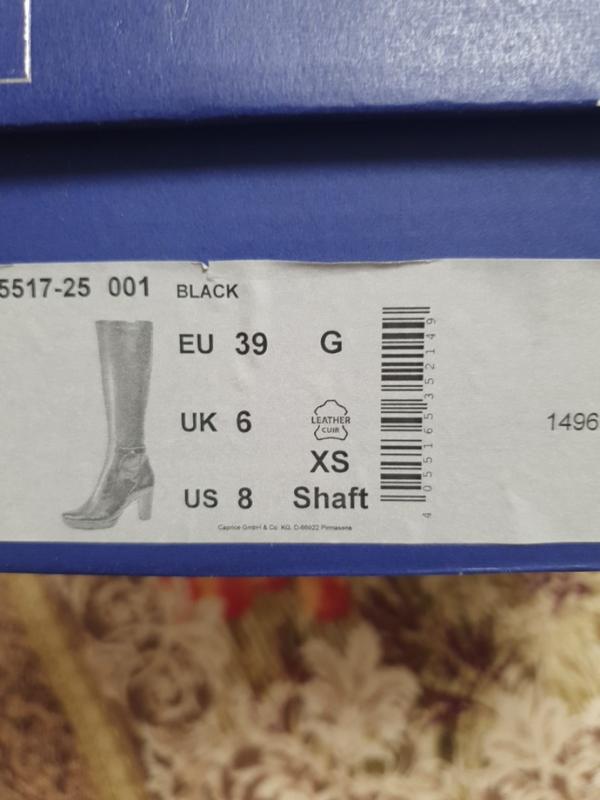 5517-25 001 BLACK
EU 39 G
UK 6
LEATHER
CUIR
XS
US 8 Shaft
Caprice GmbH & Co. KG, D-66022 Pirmasens
4 055165 352149
1496